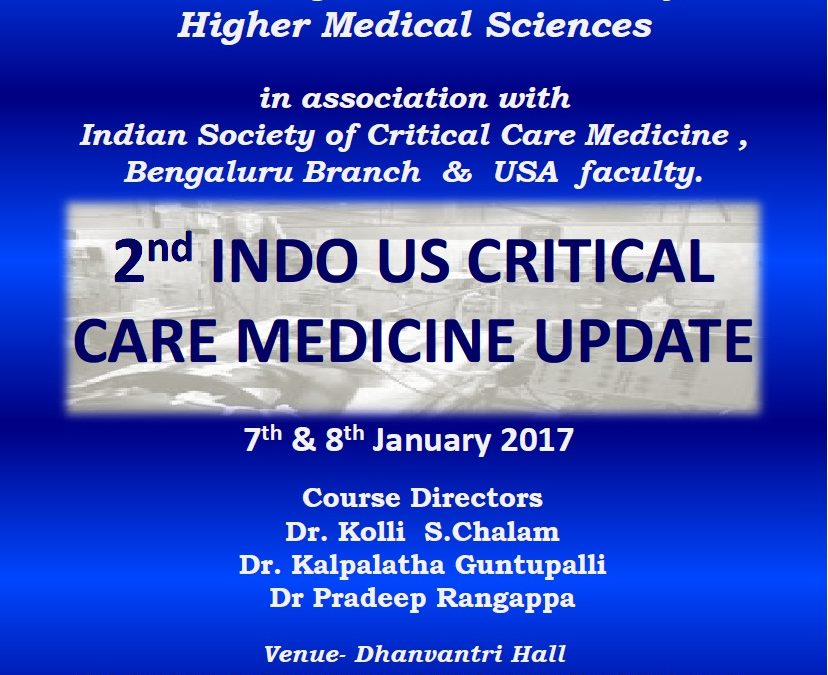 Higher Medical Sciences
in association with
Indian Society of Critical Care Medicine ,
Bengaluru Branch & USA faculty.
2nd INDO US CRITICAL
CARE MEDICINE UPDATE
7th & 8th January 2017
Course Directors
Dr. Kolli S.Chalam
Dr. Kalpalatha Guntupalli
Dr Pradeep Rangappa
Venue- Dhanvantri Hall